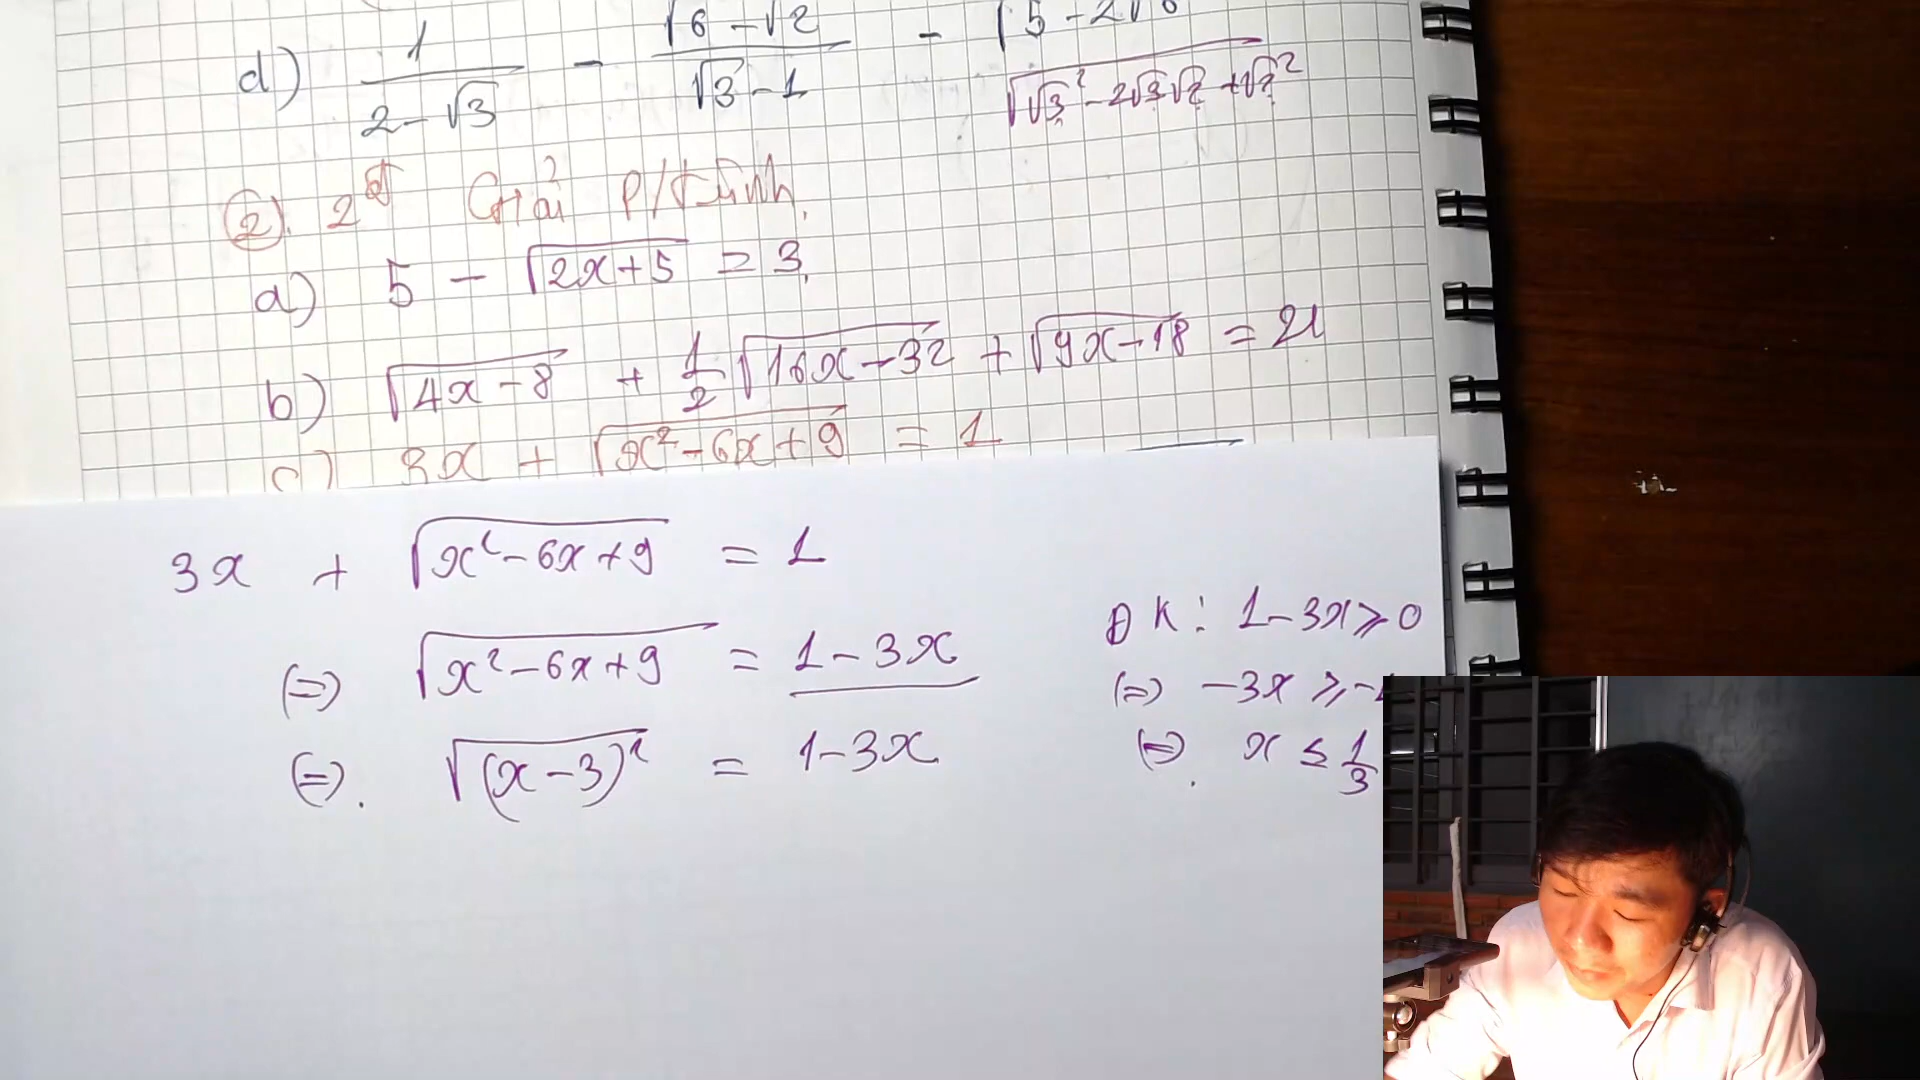 d) 1/(2-√3) - (√6-√2)/(√3-1) - √5-2√6
√(√3² - 2√3√2 + √2²)
②. 2đ Giải p/trình.
a) 5 - √(2x+5) = 3.
b) √(4x-8) + 1/2 √(16x-32) + √(9x-18) = 21
c) 3x + √(x²-6x+9) = 1
3x + √(x²-6x+9) = 1
(=) √(x²-6x+9) = 1-3x
(=). √((x-3)²) = 1-3x
ĐK: 1-3x ≥ 0
(=) -3x ≥ -1
(=). x ≤ 1/3